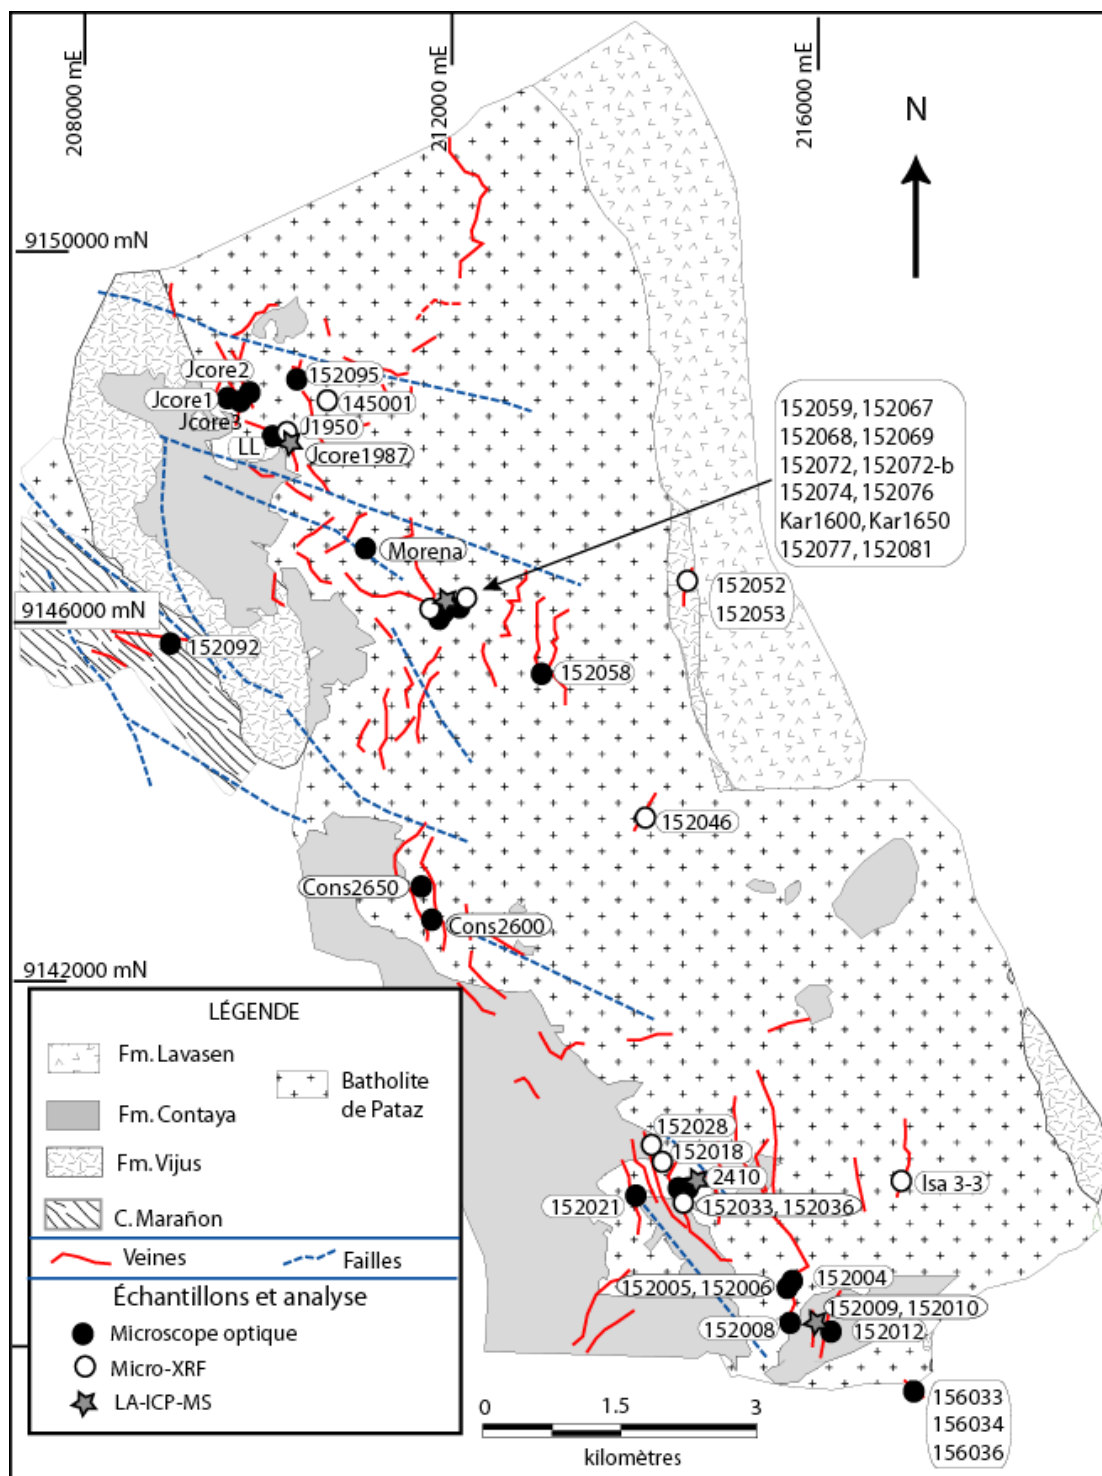 208000 mE
212000 mE
216000 mE
N
9150000 mN
Jcore2
152095
Jcore1
145001
Jcore3
J1950
LL
Jcore1987
152059, 152067
152068, 152069
152072, 152072-b
152074, 152076
Kar1600, Kar1650
152077, 152081
Morena
152052
152053
9146000 mN
152092
152058
152046
Cons2650
Cons2600
9142000 mN
LÉGENDE
Fm. Lavasen
Batholite
de Pataz
Fm. Contaya
Fm. Vijus
C. Marañon
Veines
Failles
Échantillons et analyse
Microscope optique
Micro-XRF
LA-ICP-MS
152028
152018
2410
Isa 3-3
152021
152033, 152036
152004
152005, 152006
152009, 152010
152008
152012
156033
156034
156036
0
1.5
3
kilomètres